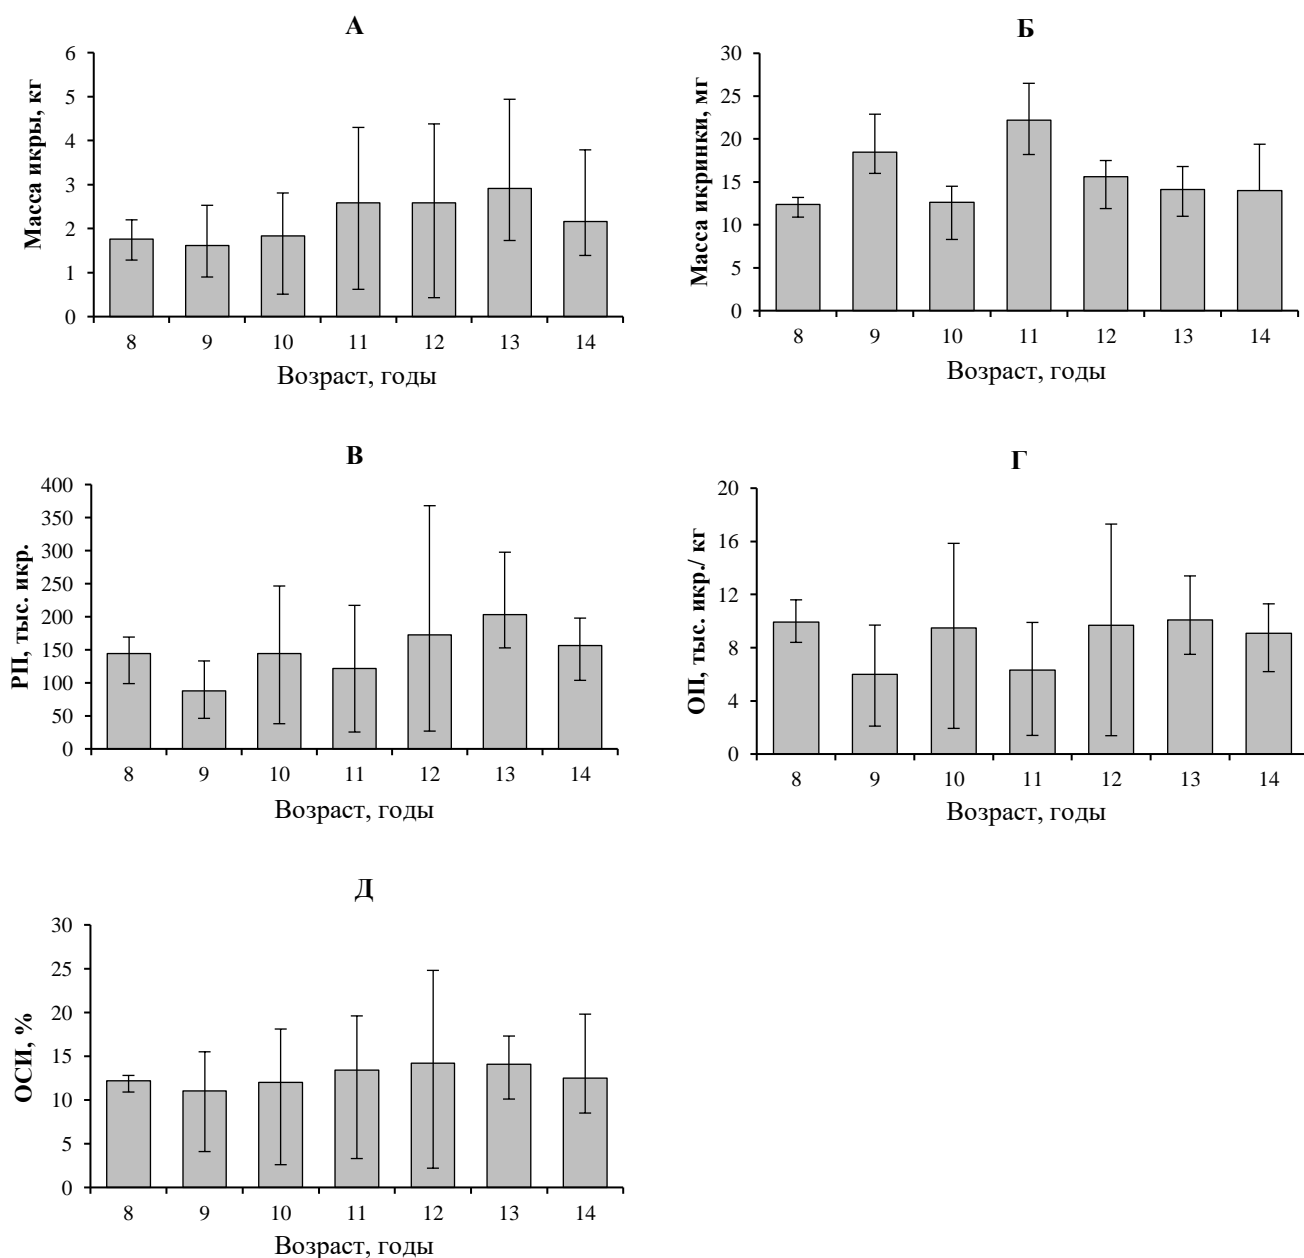 А
Масса икры, кг
6
5
4
3
2
1
0
8 9 10 11 12 13 14
Возраст, годы
Б
Масса икринки, мг
30
25
20
15
10
5
0
8 9 10 11 12 13 14
Возраст, годы
В
РП, тыс. икр.
400
350
300
250
200
150
100
50
0
8 9 10 11 12 13 14
Возраст, годы
Г
ОП, тыс. икр./ кг
20
16
12
8
4
0
8 9 10 11 12 13 14
Возраст, годы
Д
ОСИ, %
30
25
20
15
10
5
0
8 9 10 11 12 13 14
Возраст, годы